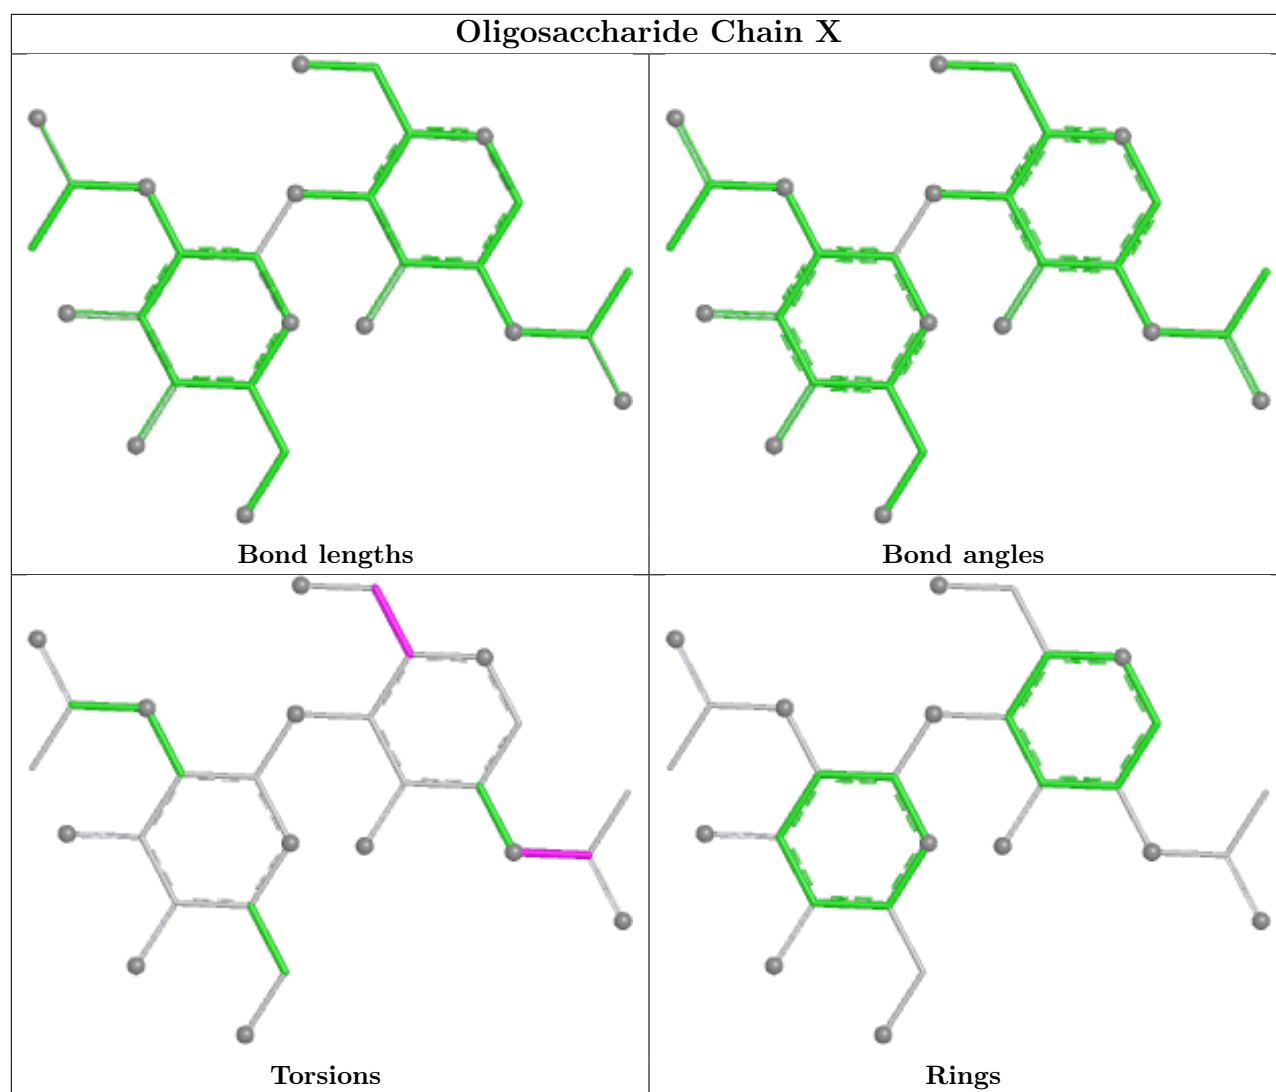 Oligosaccharide Chain X
Bond lengths
Bond angles
Torsions
Rings